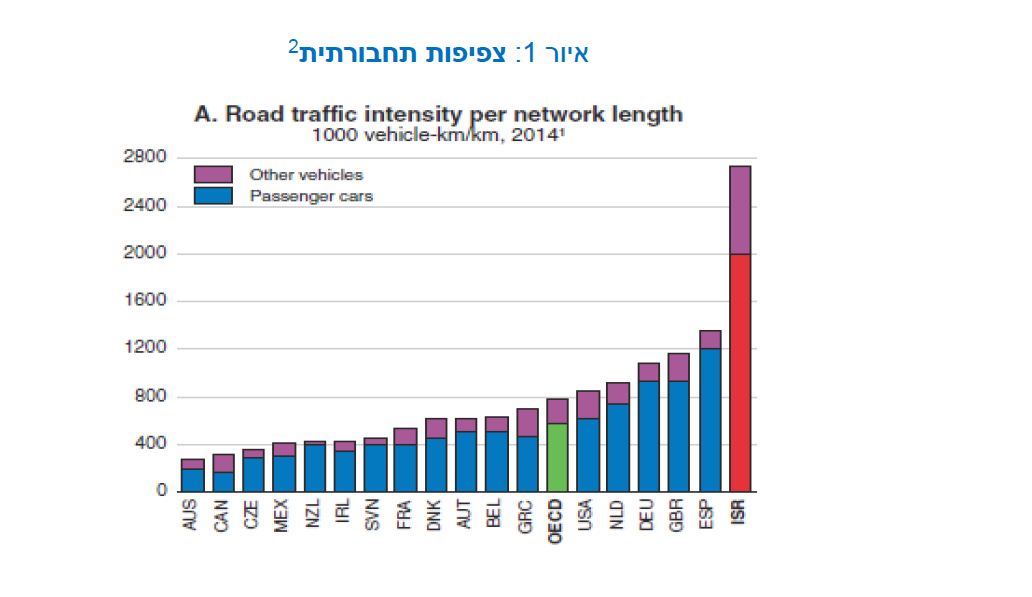 איור 1: צפיפות תחבורתית²
A. Road traffic intensity per network length
1000 vehicle-km/km, 2014¹
2800
2400
2000
1600
1200
800
400
0
Other vehicles
Passenger cars
AUS
CAN
CZE
MEX
NZL
IRL
SVN
FRA
DNK
AUT
BEL
GRC
OECD
USA
NLD
DEU
GBR
ESP
ISR